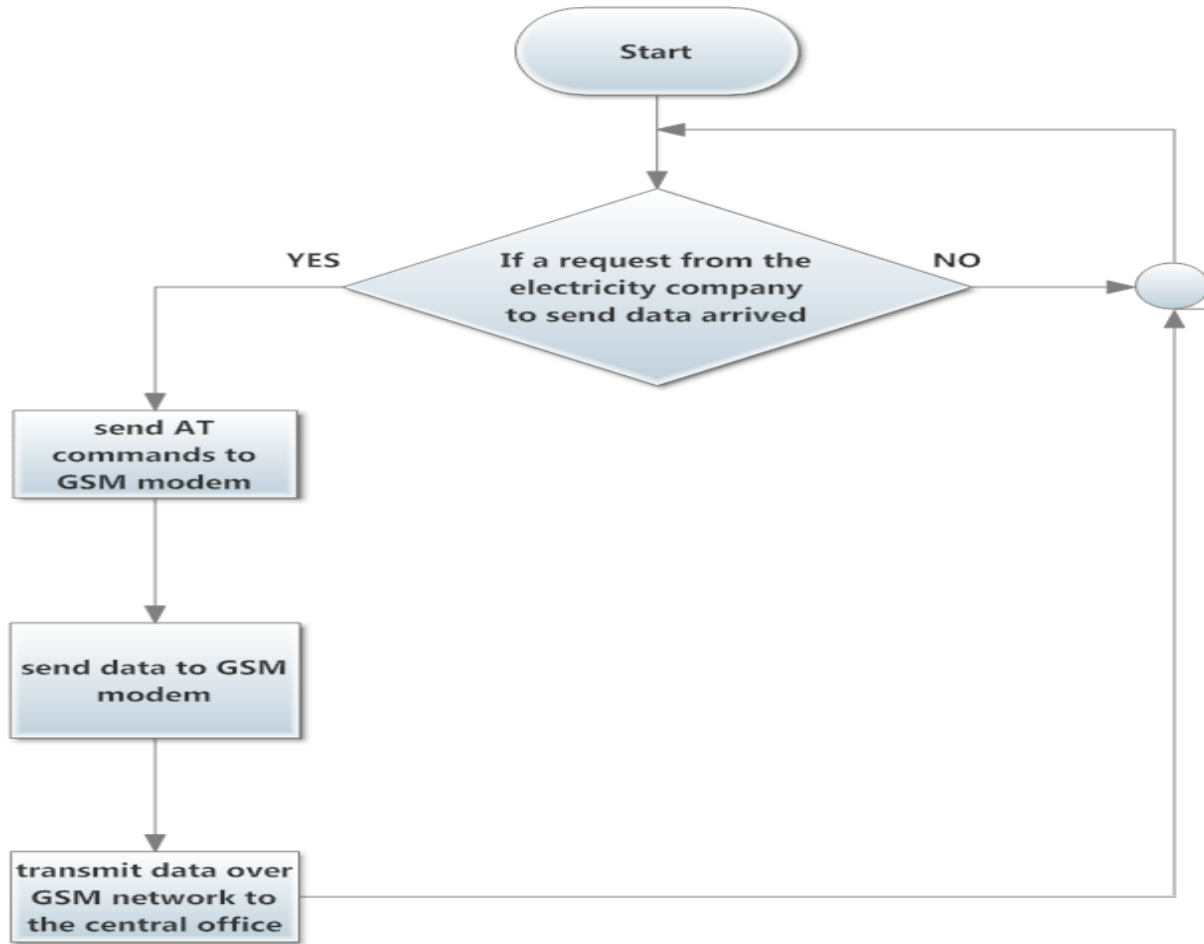 Start
If a request from the
electricity company
to send data arrived
YES
NO
send AT
commands to
GSM modem
send data to GSM
modem
transmit data over
GSM network to
the central office